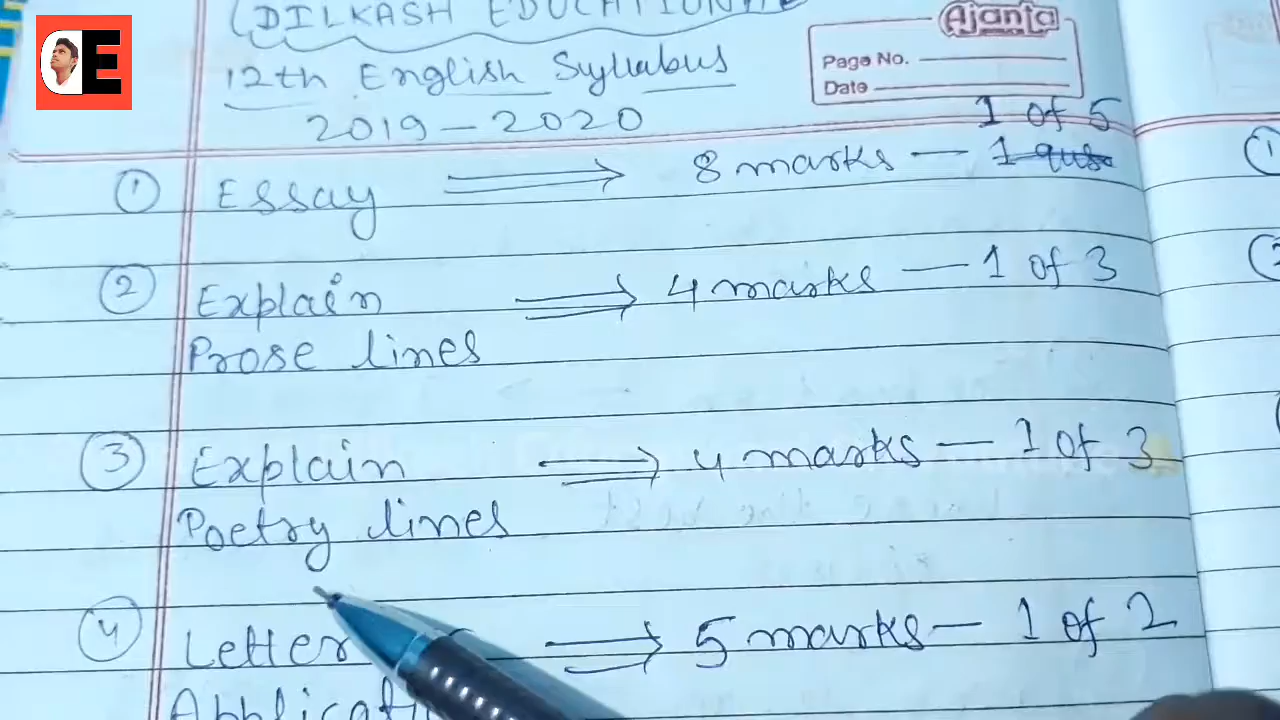 DE
(DILKASH EDUCATIONAL
Ajanta
Page No.
Date
12th English Syllabus
2019-2020
1 of 5
① Essay ⟹ 8 marks — 1 ques
② Explain ⟹ 4 marks — 1 of 3
Prose lines
③ Explain ⟹ 4 marks — 1 of 3
Poetry lines
④ Letter ⟹ 5 marks — 1 of 2